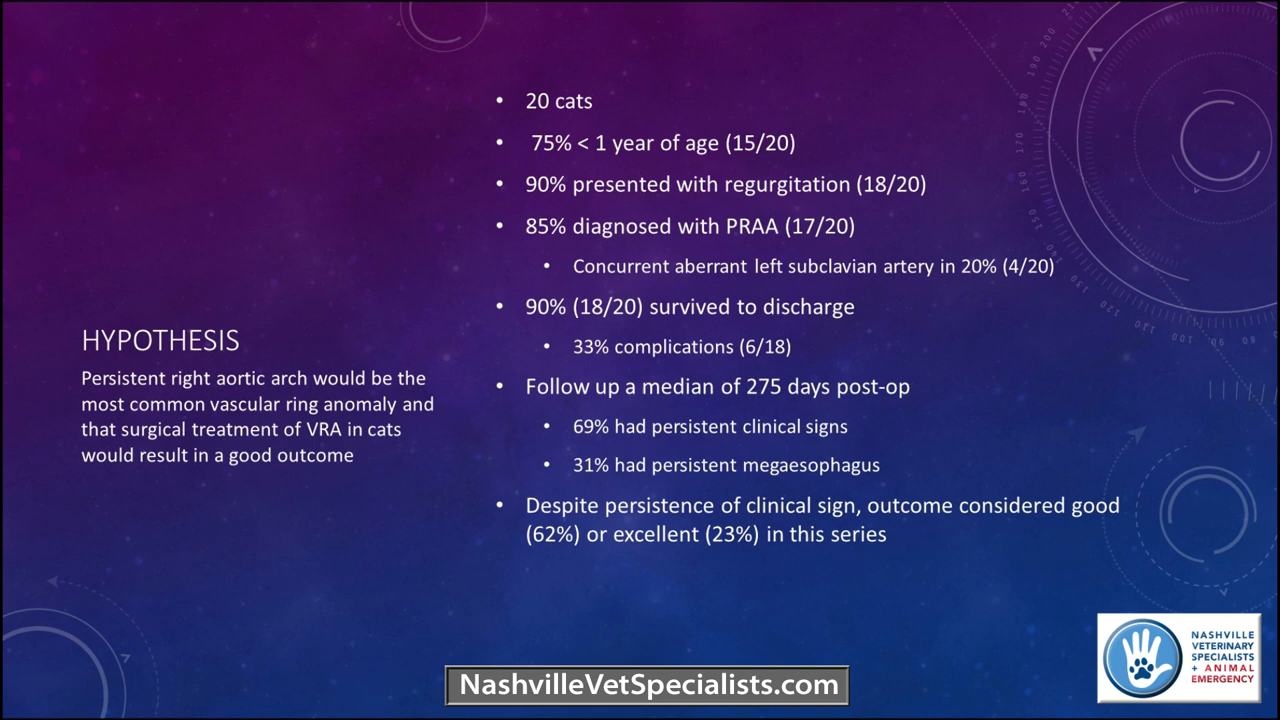 HYPOTHESIS
Persistent right aortic arch would be the
most common vascular ring anomaly and
that surgical treatment of VRA in cats
would result in a good outcome
• 20 cats
• 75% < 1 year of age (15/20)
• 90% presented with regurgitation (18/20)
• 85% diagnosed with PRAA (17/20)
• Concurrent aberrant left subclavian artery in 20% (4/20)
• 90% (18/20) survived to discharge
• 33% complications (6/18)
• Follow up a median of 275 days post-op
• 69% had persistent clinical signs
• 31% had persistent megaesophagus
• Despite persistence of clinical sign, outcome considered good
(62%) or excellent (23%) in this series
NASHVILLE
VETERINARY
SPECIALISTS
+ ANIMAL
EMERGENCY
NashvilleVetSpecialists.com